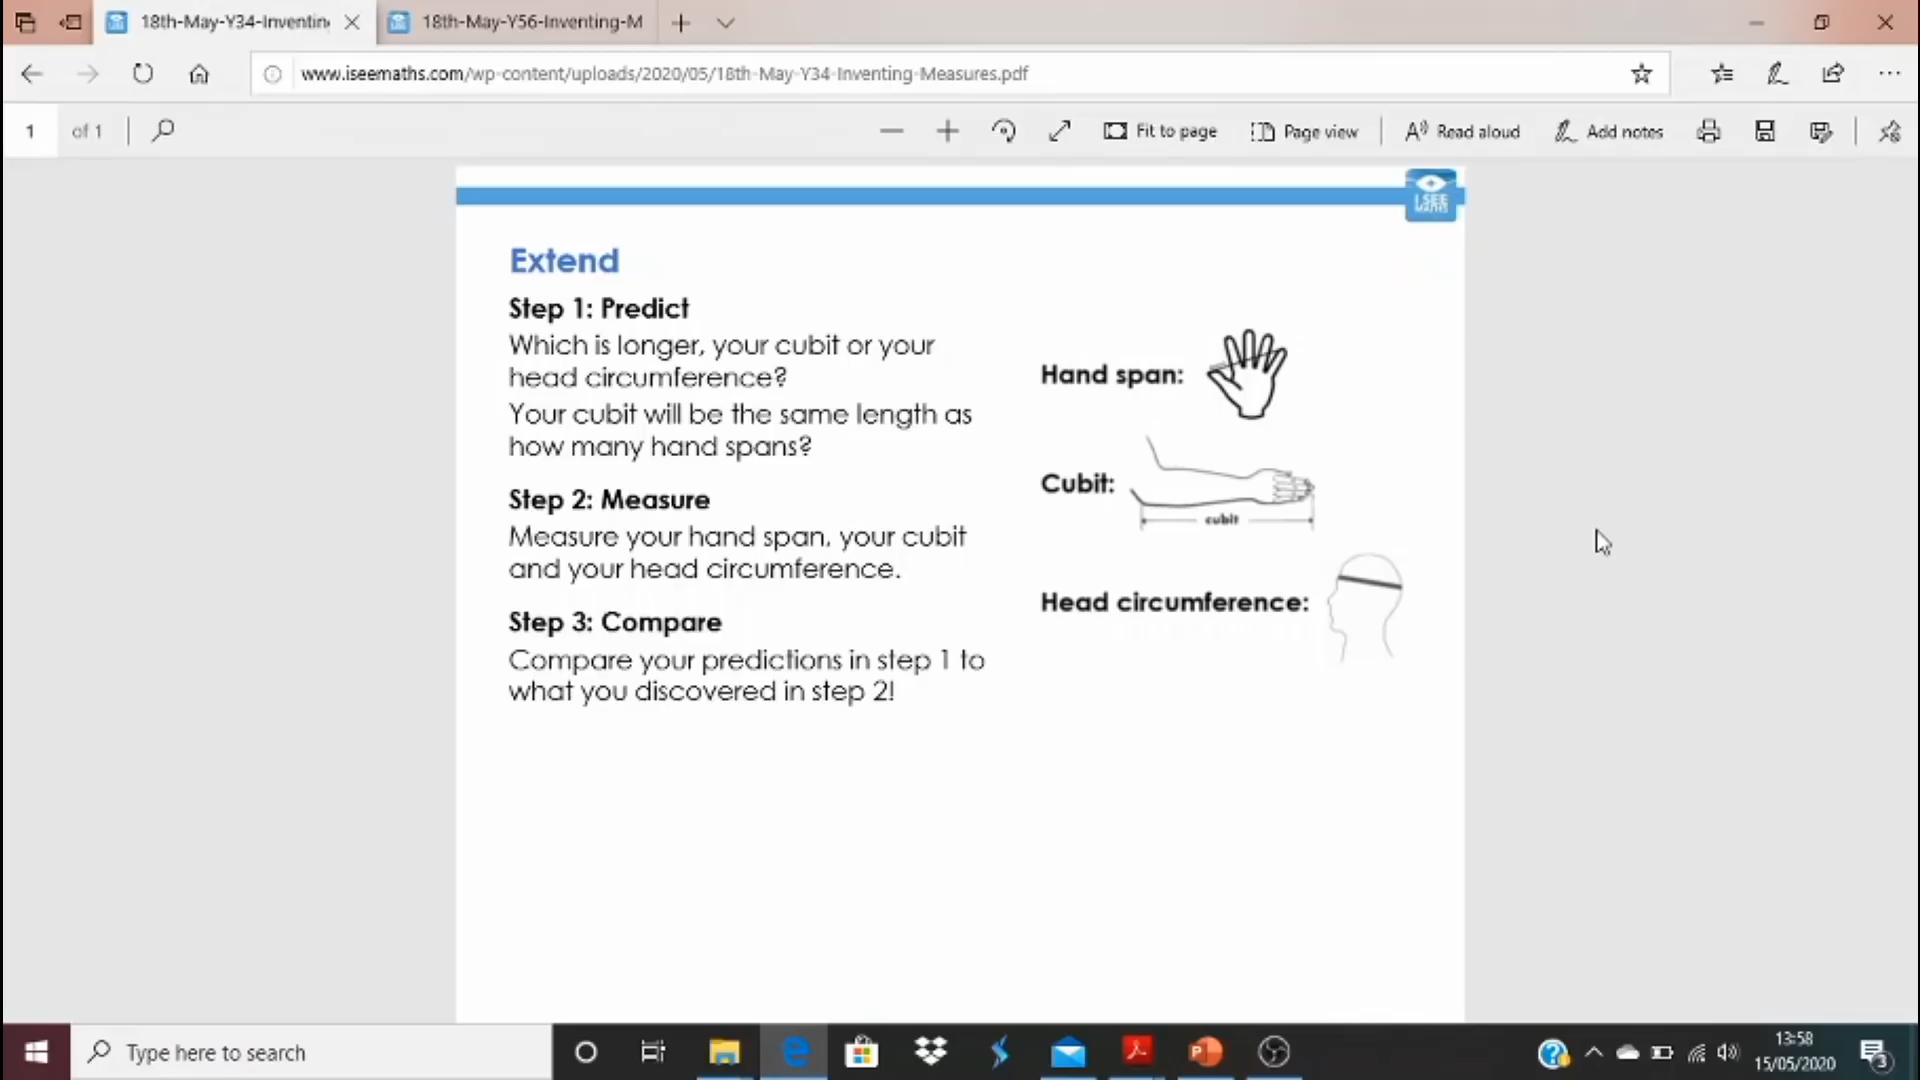 18th-May-Y34-Inventin
18th-May-Y56-Inventing-M
www.iseemaths.com/wp-content/uploads/2020/05/18th-May-Y34-Inventing-Measures.pdf
1 of 1
Fit to page
Page view
Read aloud
Add notes
I SEE
MATHS
Extend
Step 1: Predict
Which is longer, your cubit or your
head circumference?
Your cubit will be the same length as
how many hand spans?
Step 2: Measure
Measure your hand span, your cubit
and your head circumference.
Step 3: Compare
Compare your predictions in step 1 to
what you discovered in step 2!
Hand span:
Cubit:
cubit
Head circumference:
Type here to search
13:58
15/05/2020
3